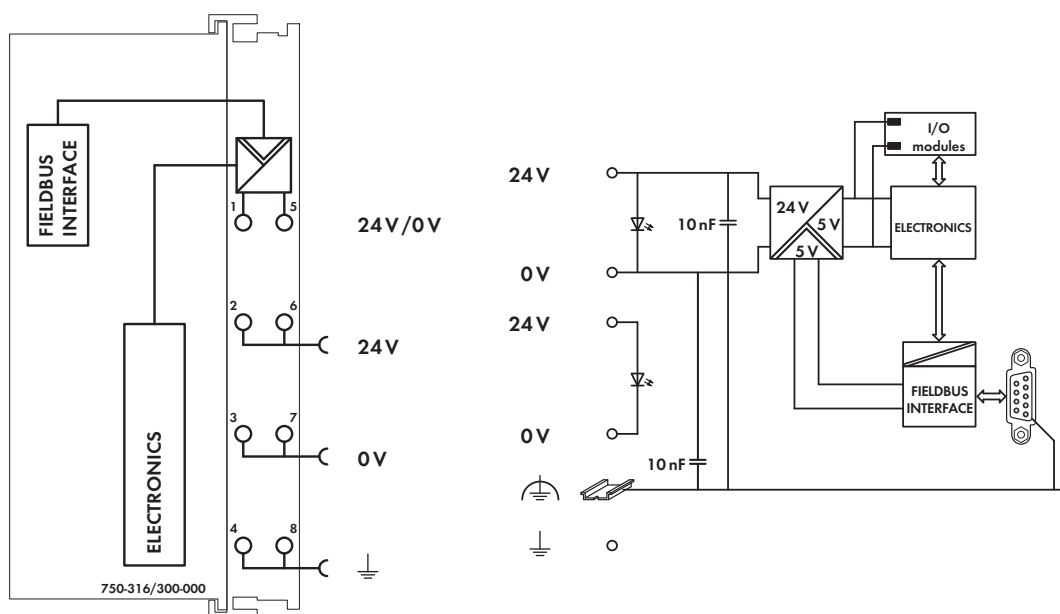 FIELDBUS
INTERFACE
1
5
24V/0V
2
6
24V
3
7
0V
4
8
ELECTRONICS
750-316/300-000
24V
0V
24V
0V
10nF
10nF
24V
5V
5V
I/O
modules
ELECTRONICS
FIELDBUS
INTERFACE